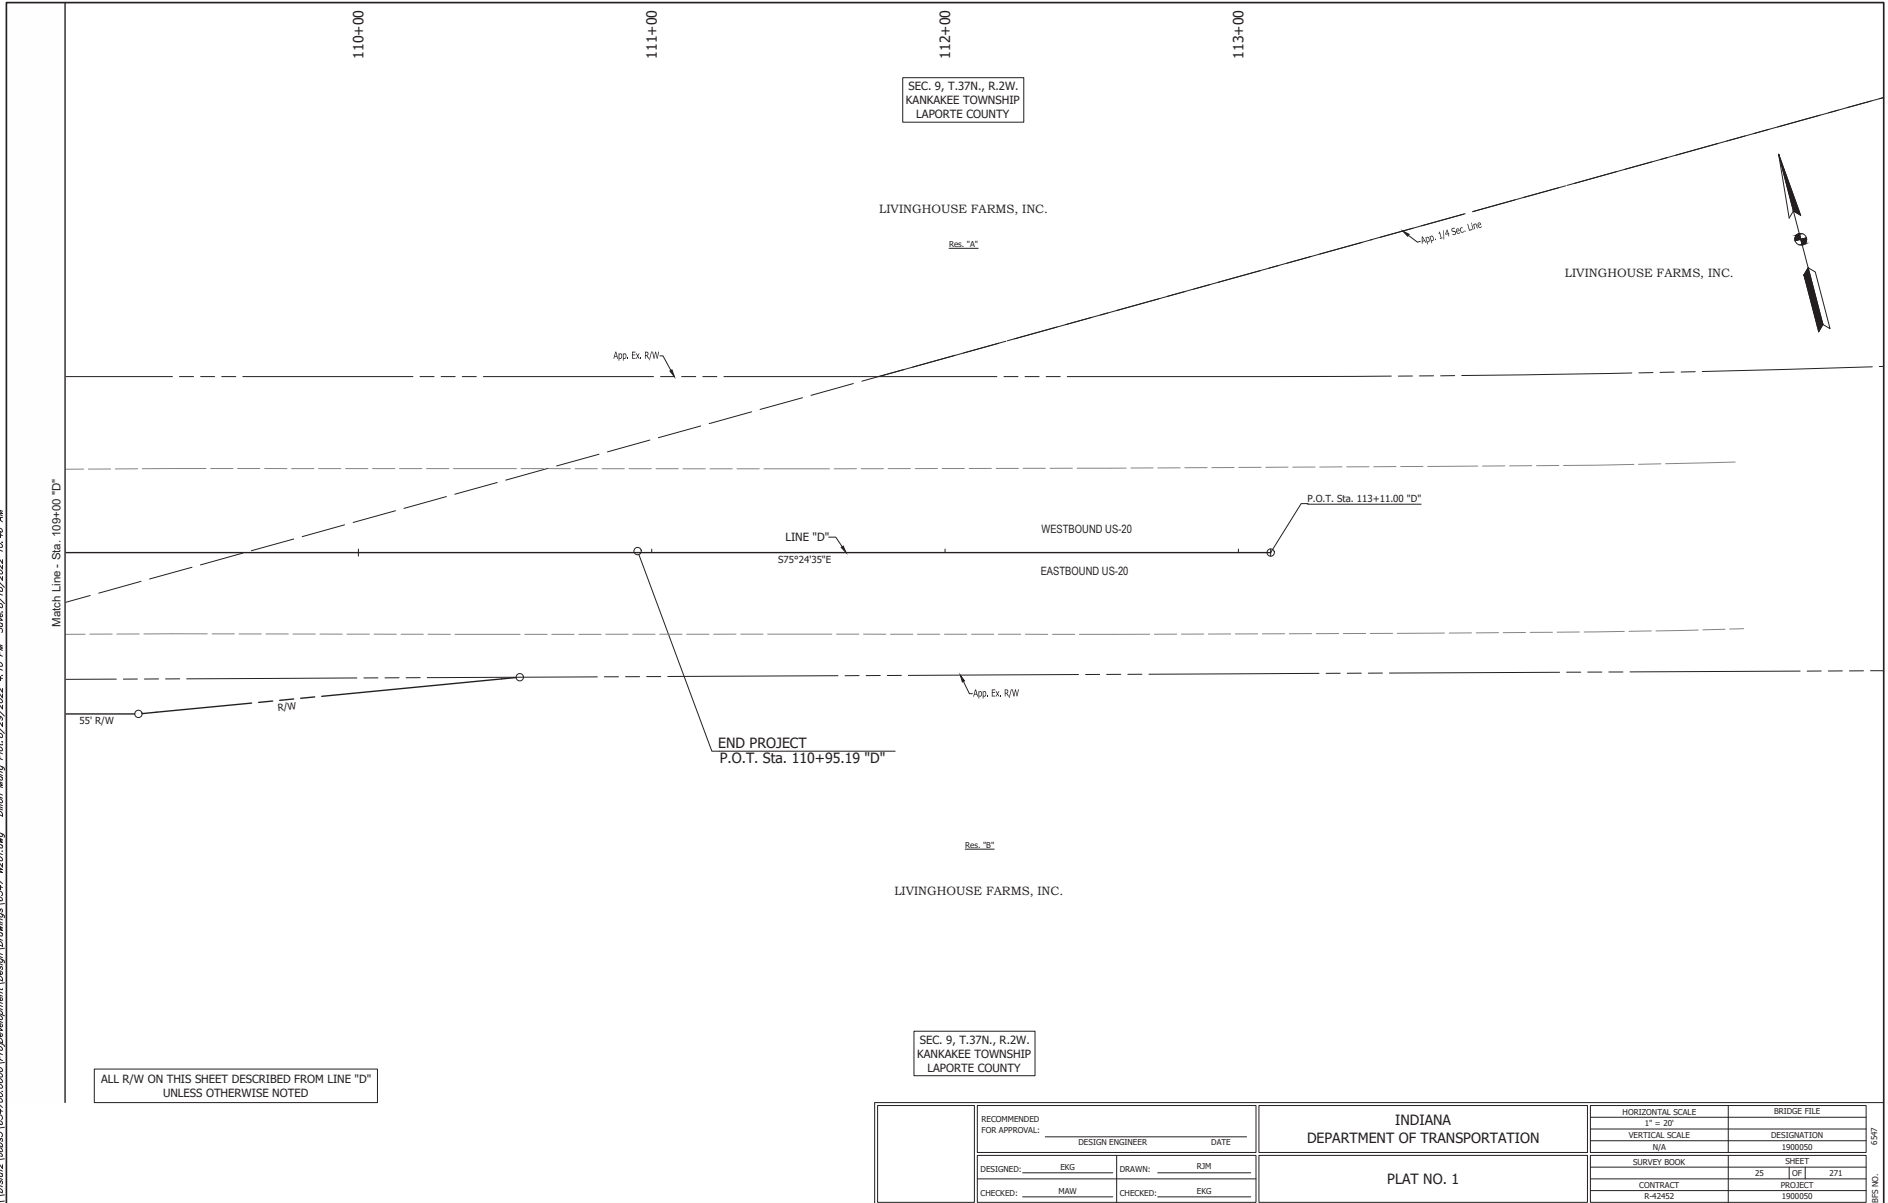 110+00
111+00
112+00
113+00
SEC. 9, T.37N., R.2W.
KANKAKEE TOWNSHIP
LAPORTE COUNTY
LIVINGHOUSE FARMS, INC.
Res. "A"
App. 1/4 Sec. Line
LIVINGHOUSE FARMS, INC.
App. Ex. R/W
Match Line - Sta. 109+00 "D"
P.O.T. Sta. 113+11.00 "D"
WESTBOUND US-20
LINE "D"
S75°24'35"E
EASTBOUND US-20
App. Ex. R/W
R/W
55' R/W
END PROJECT
P.O.T. Sta. 110+95.19 "D"
Res. "B"
LIVINGHOUSE FARMS, INC.
SEC. 9, T.37N., R.2W.
KANKAKEE TOWNSHIP
LAPORTE COUNTY
ALL R/W ON THIS SHEET DESCRIBED FROM LINE "D"
UNLESS OTHERWISE NOTED
RECOMMENDED
FOR APPROVAL:
DESIGN ENGINEER DATE
DESIGNED: EKG DRAWN: RJM
CHECKED: MAW CHECKED: EKG
INDIANA
DEPARTMENT OF TRANSPORTATION
PLAT NO. 1
HORIZONTAL SCALE BRIDGE FILE
1" = 20'
VERTICAL SCALE DESIGNATION
N/A 1900050
SURVEY BOOK SHEET
25 OF 271
CONTRACT PROJECT
R-42452 1900050
BFS NO. 6547